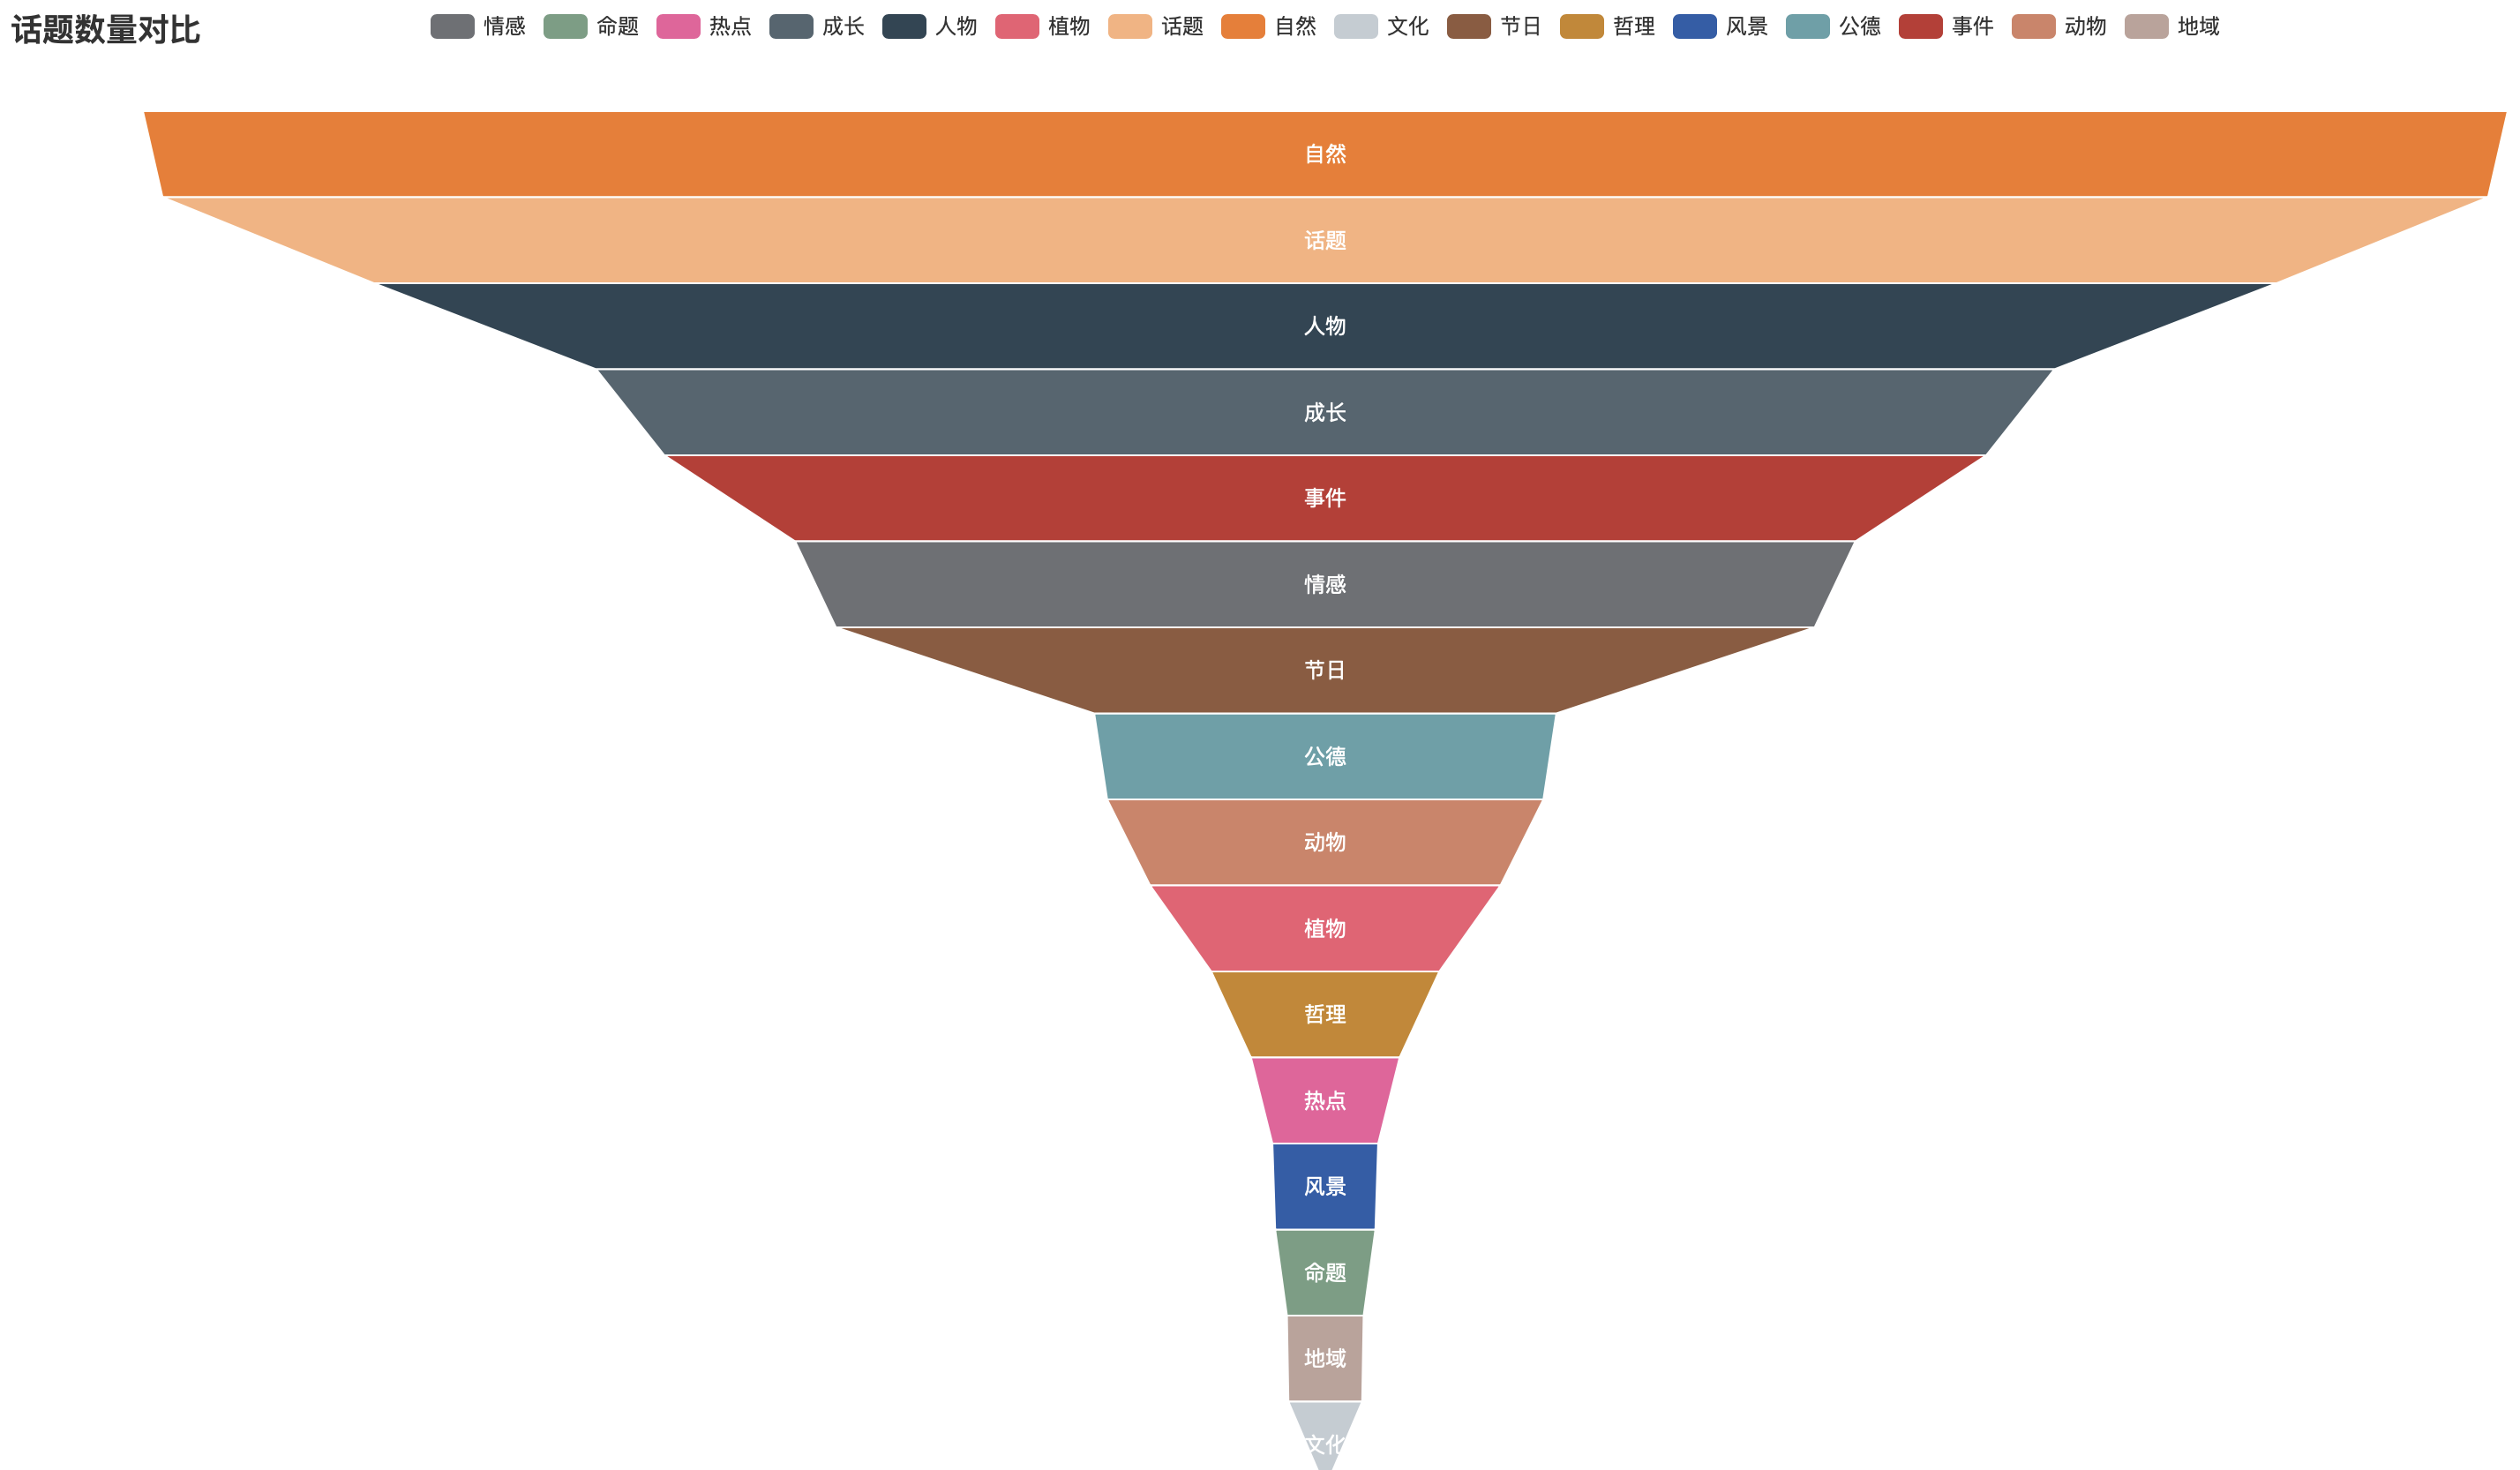 话题数量对比
情感 命题 热点 成长 人物 植物 话题 自然 文化 节日 哲理 风景 公德 事件 动物 地域
自然
话题
人物
成长
事件
情感
节日
公德
动物
植物
哲理
热点
风景
命题
地域
文化